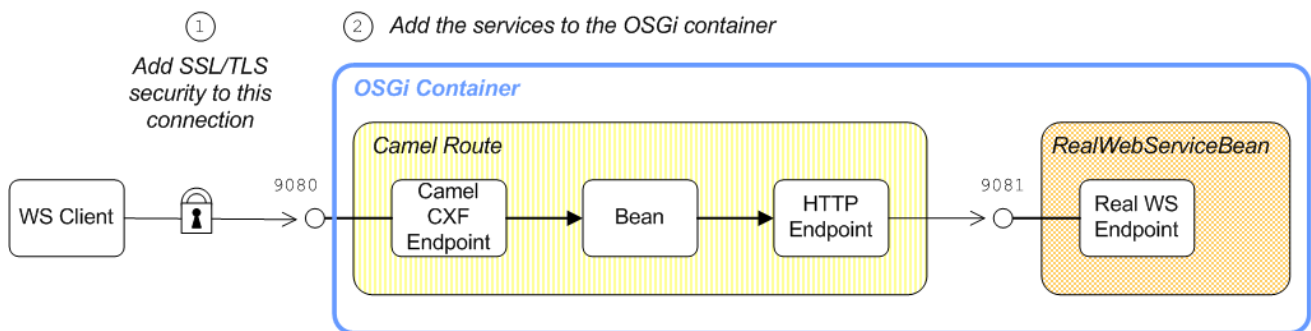 1
Add SSL/TLS
security to this
connection
2 Add the services to the OSGi container
OSGi Container
Camel Route
RealWebServiceBean
WS Client
9080
Camel
CXF
Endpoint
Bean
HTTP
Endpoint
9081
Real WS
Endpoint